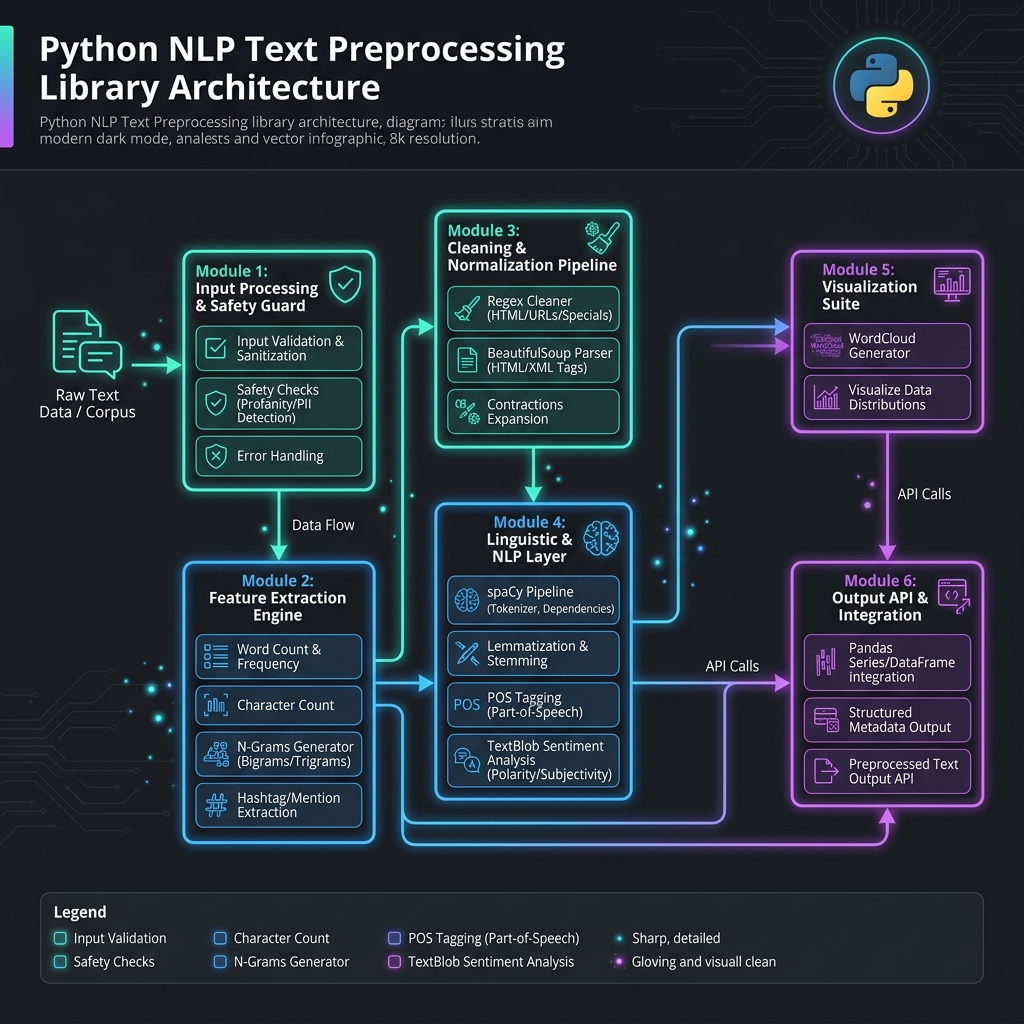 Python NLP Text Preprocessing
Library Architecture
Python NLP Text Preprocessing library architecture, diagram; ilus stratis aim
modern dark mode, analests and vector infographic, 8k resolution.
Raw Text
Data / Corpus
Module 1:
Input Processing
& Safety Guard
Input Validation &
Sanitization
Safety Checks
(Profanity/PII
Detection)
Error Handling
Data Flow
Module 2:
Feature Extraction
Engine
Word Count &
Frequency
Character Count
N-Grams Generator
(Bigrams/Trigrams)
Hashtag/Mention
Extraction
Module 3:
Cleaning &
Normalization Pipeline
Regex Cleaner
(HTML/URLs/Specials)
BeautifulSoup Parser
(HTML/XML Tags)
Contractions
Expansion
Module 4:
Linguistic &
NLP Layer
spaCy Pipeline
(Tokenizer, Dependencies)
Lemmatization &
Stemming
POS
POS Tagging
(Part-of-Speech)
TextBlob Sentiment
Analysis
(Polarity/Subjectivity)
Module 5:
Visualization
Suite
WordCloud
Generator
Visualize Data
Distributions
API Calls
API Calls
Module 6:
Output API &
Integration
Pandas
Series/DataFrame
integration
Structured
Metadata Output
Preprocessed Text
Output API
Legend
Input Validation
Safety Checks
Character Count
N-Grams Generator
POS Tagging (Part-of-Speech)
TextBlob Sentiment Analysis
Sharp, detailed
Gloving and visuall clean